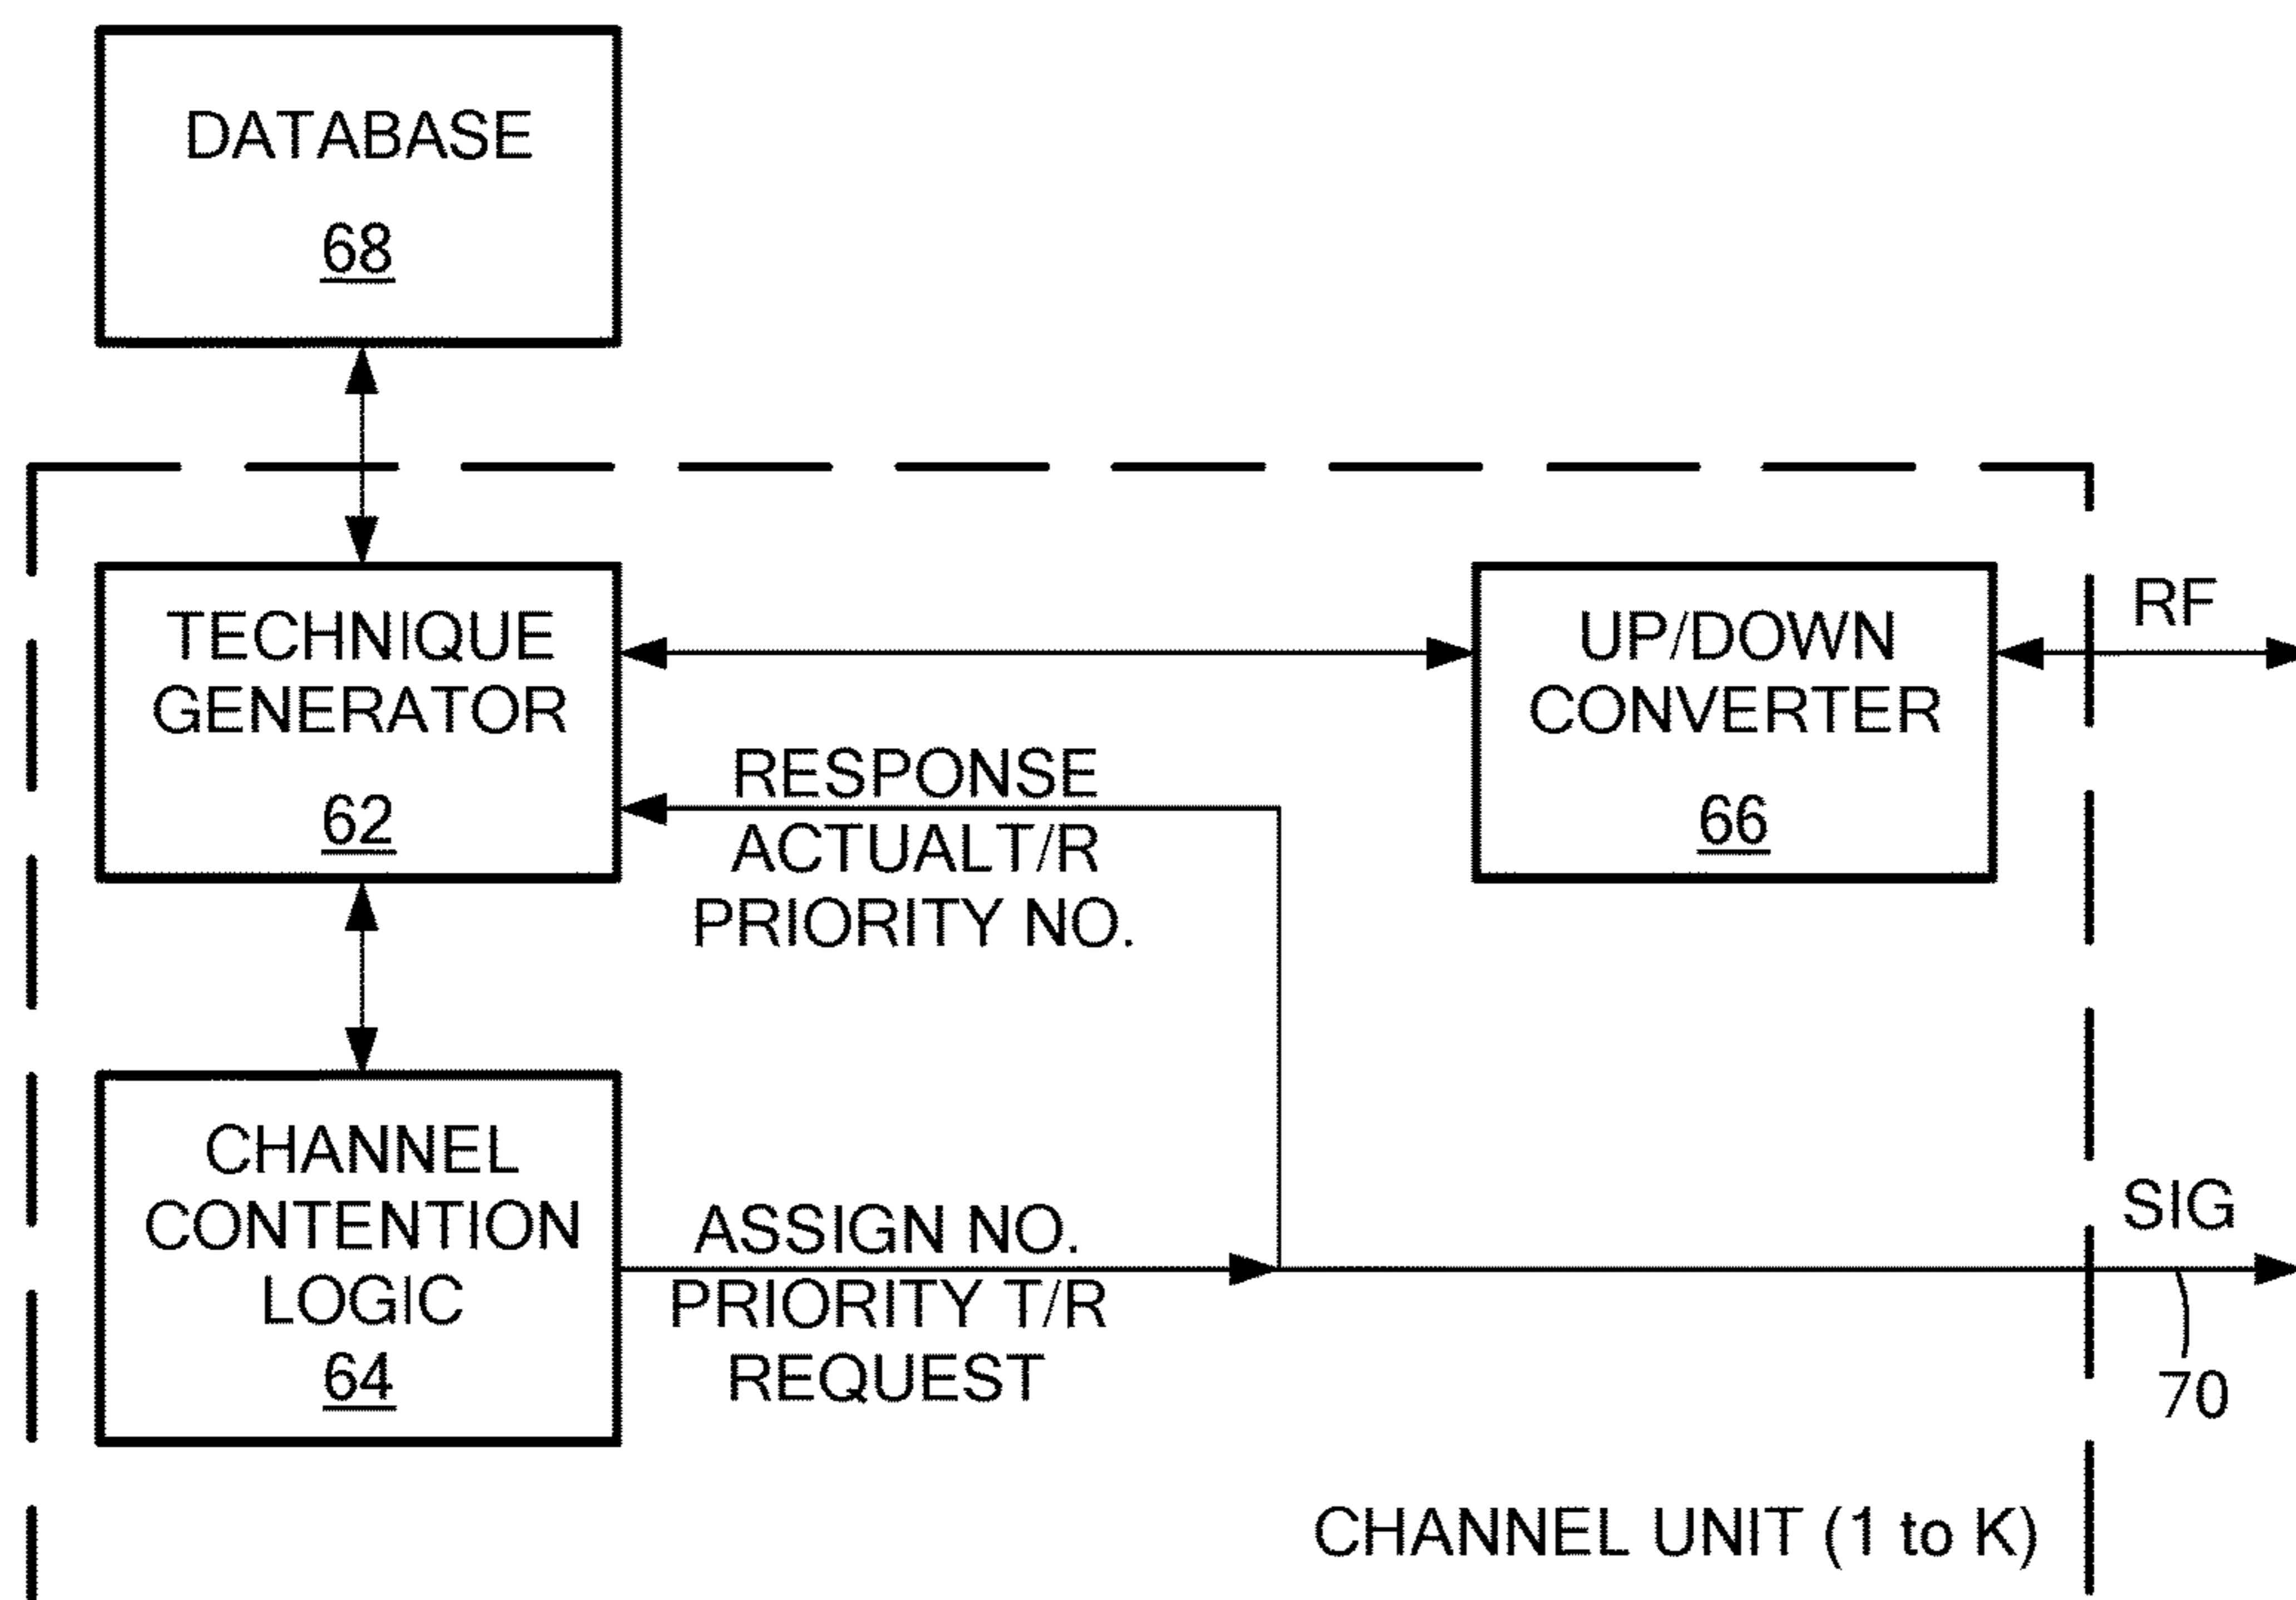 DATABASE
68
TECHNIQUE
GENERATOR
62
UP/DOWN
CONVERTER
66
RF
RESPONSE
ACTUALT/R
PRIORITY NO.
CHANNEL
CONTENTION
LOGIC
64
ASSIGN NO.
PRIORITY T/R
REQUEST
SIG
70
CHANNEL UNIT (1 to K)